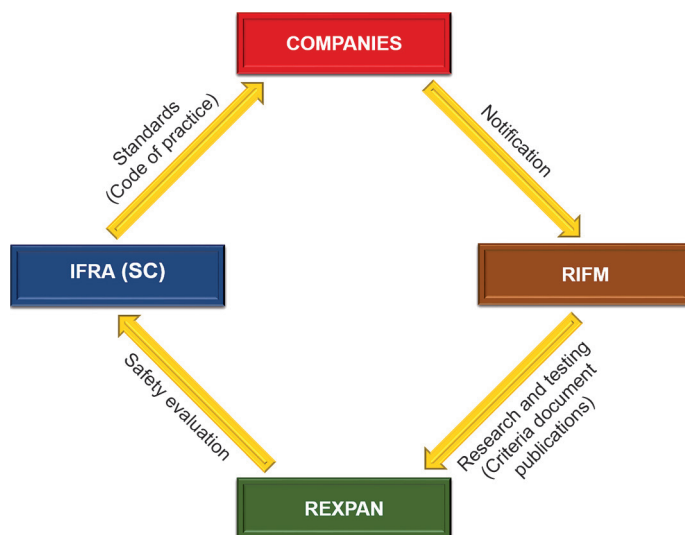 COMPANIES
Standards
(Code of practice)
Notification
IFRA (SC)
RIFM
Safety evaluation
Research and testing
(Criteria document
publications)
REXPAN